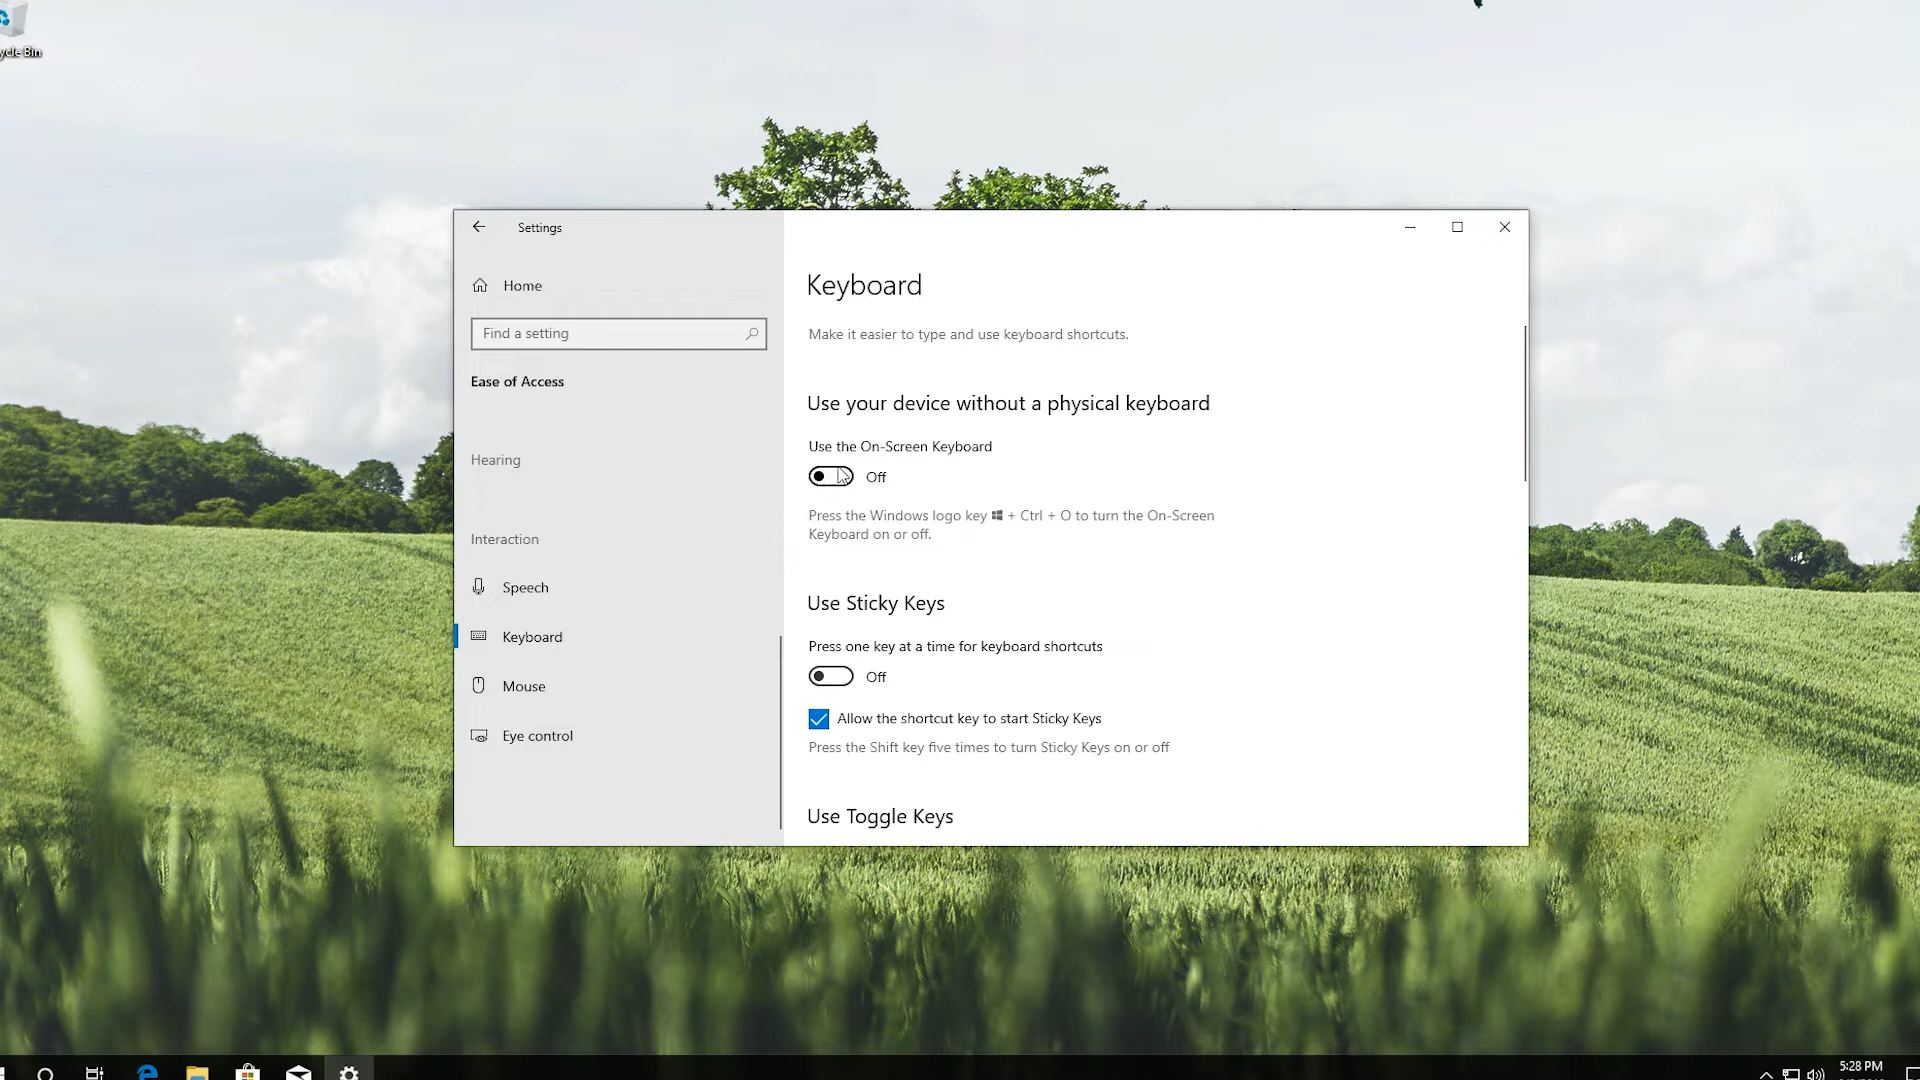 ycle Bin
Settings
Home
Find a setting
Ease of Access
Hearing
Interaction
Speech
Keyboard
Mouse
Eye control
Keyboard
Make it easier to type and use keyboard shortcuts.
Use your device without a physical keyboard
Use the On-Screen Keyboard
Off
Press the Windows logo key + Ctrl + O to turn the On-Screen
Keyboard on or off.
Use Sticky Keys
Press one key at a time for keyboard shortcuts
Off
Allow the shortcut key to start Sticky Keys
Press the Shift key five times to turn Sticky Keys on or off
Use Toggle Keys
5:28 PM